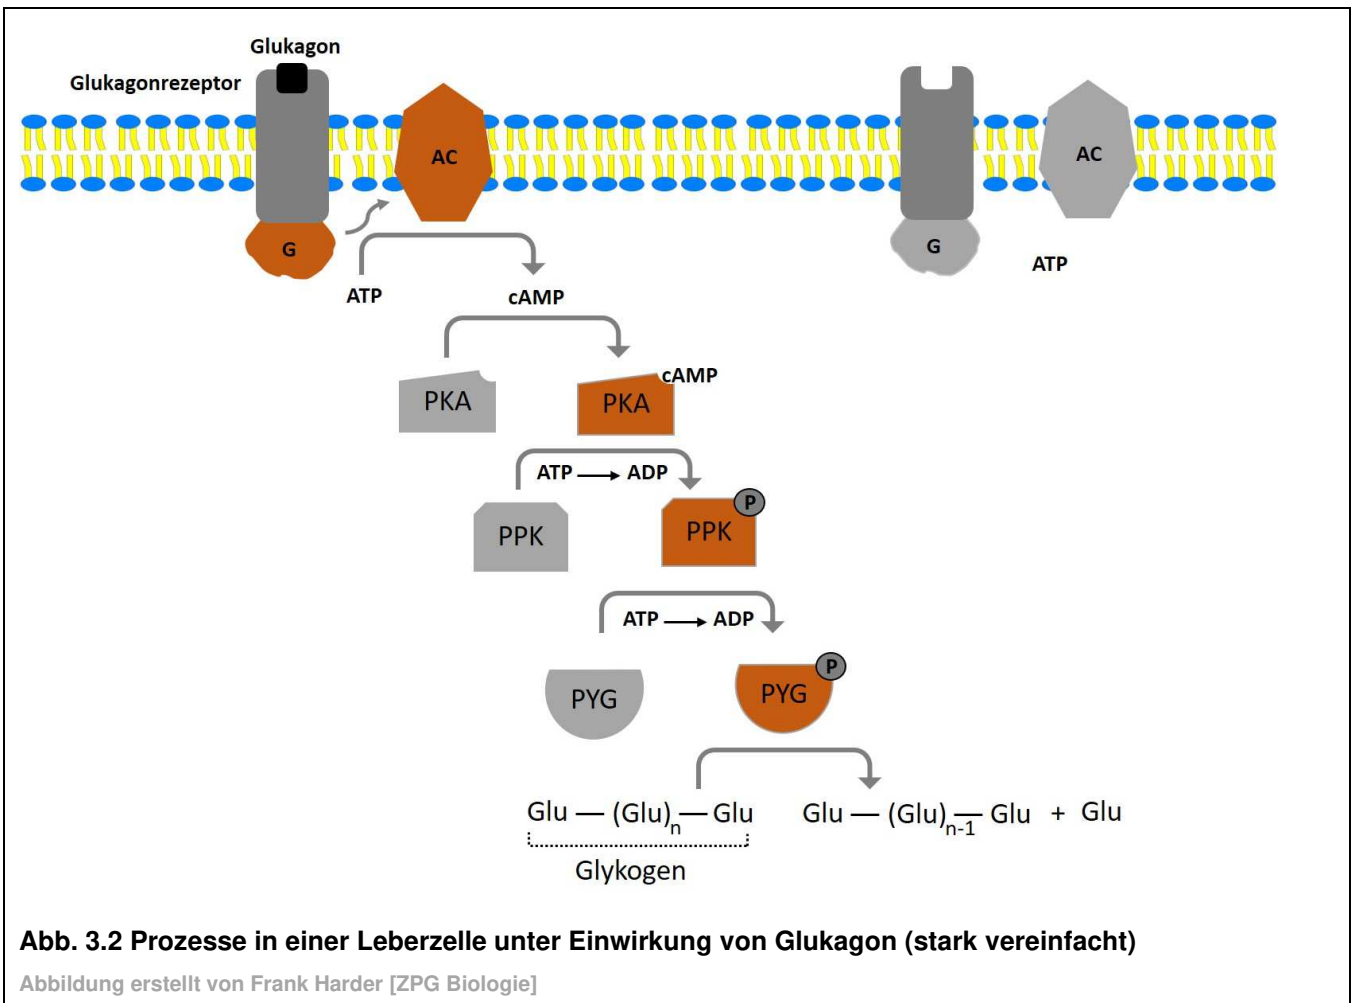 Glukagon
Glukagonrezeptor
AC
AC
G
G
ATP
ATP
cAMP
cAMP
PKA
PKA
ATP → ADP
P
PPK
PPK
ATP → ADP
P
PYG
PYG
Glu — (Glu)n — Glu
Glu — (Glu)n-1 — Glu + Glu
Glykogen
Abb. 3.2 Prozesse in einer Leberzelle unter Einwirkung von Glukagon (stark vereinfacht)
Abbildung erstellt von Frank Harder [ZPG Biologie]